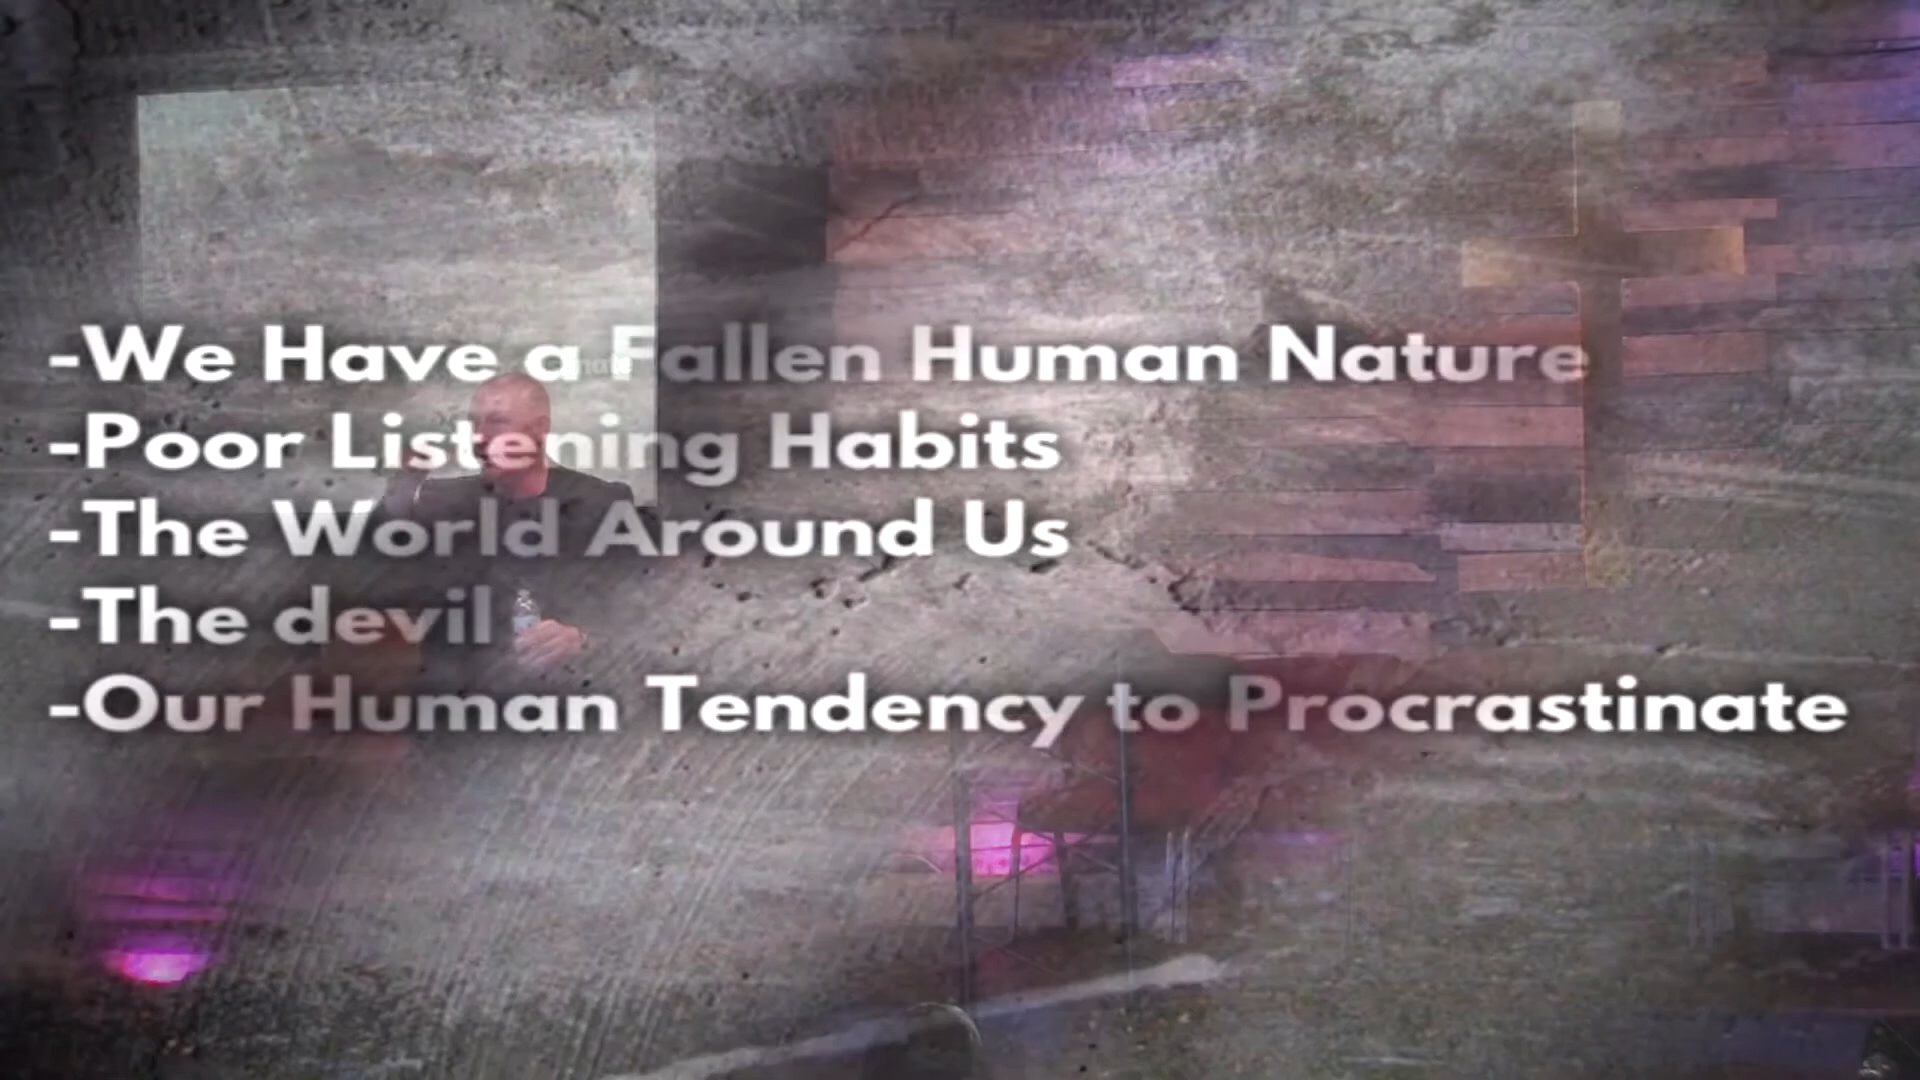 -We Have a Fallen Human Nature
-Poor Listening Habits
-The World Around Us
-The devil
-Our Human Tendency to Procrastinate